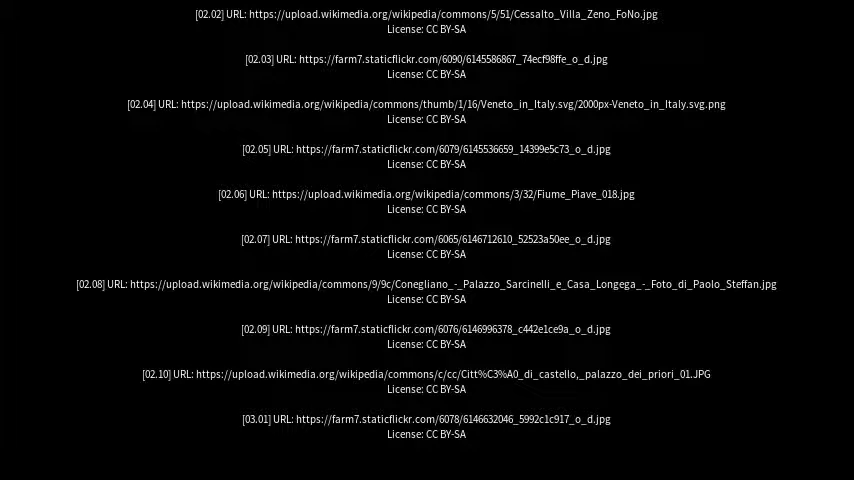 [02.02] URL: https://upload.wikimedia.org/wikipedia/commons/5/51/Cessalto_Villa_Zeno_FoNo.jpg
License: CC BY-SA
[02.03] URL: https://farm7.staticflickr.com/6090/6145586867_74ecf98ffe_o_d.jpg
License: CC BY-SA
[02.04] URL: https://upload.wikimedia.org/wikipedia/commons/thumb/1/16/Veneto_in_Italy.svg/2000px-Veneto_in_Italy.svg.png
License: CC BY-SA
[02.05] URL: https://farm7.staticflickr.com/6079/6145536659_14399e5c73_o_d.jpg
License: CC BY-SA
[02.06] URL: https://upload.wikimedia.org/wikipedia/commons/3/32/Fiume_Piave_018.jpg
License: CC BY-SA
[02.07] URL: https://farm7.staticflickr.com/6065/6146712610_52523a50ee_o_d.jpg
License: CC BY-SA
[02.08] URL: https://upload.wikimedia.org/wikipedia/commons/9/9c/Conegliano_-_Palazzo_Sarcinelli_e_Casa_Longega_-_Foto_di_Paolo_Steffan.jpg
License: CC BY-SA
[02.09] URL: https://farm7.staticflickr.com/6076/6146996378_c442e1ce9a_o_d.jpg
License: CC BY-SA
[02.10] URL: https://upload.wikimedia.org/wikipedia/commons/c/cc/Citt%C3%A0_di_castello,_palazzo_dei_priori_01.JPG
License: CC BY-SA
[03.01] URL: https://farm7.staticflickr.com/6078/6146632046_5992c1c917_o_d.jpg
License: CC BY-SA